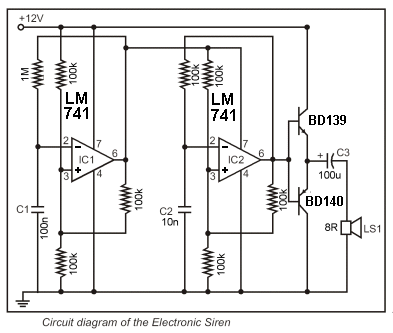 +12V
1M
100k
LM
741
2
7
6
IC1
3
4
100k
C1
100n
100k
100k
100k
LM
741
2
7
6
IC2
3
4
100k
C2
10n
100k
BD139
+
C3
100u
BD140
8R
LS1
Circuit diagram of the Electronic Siren